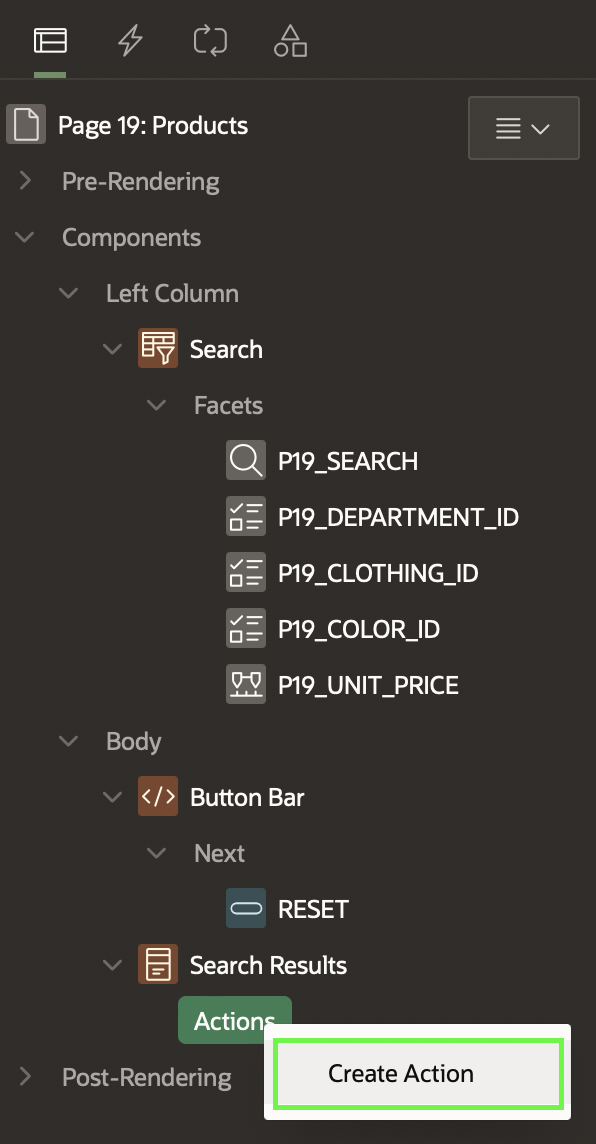 Page 19: Products
Pre-Rendering
Components
Left Column
Search
Facets
P19_SEARCH
P19_DEPARTMENT_ID
P19_CLOTHING_ID
P19_COLOR_ID
P19_UNIT_PRICE
Body
Button Bar
Next
RESET
Search Results
Actions
Create Action
Post-Rendering